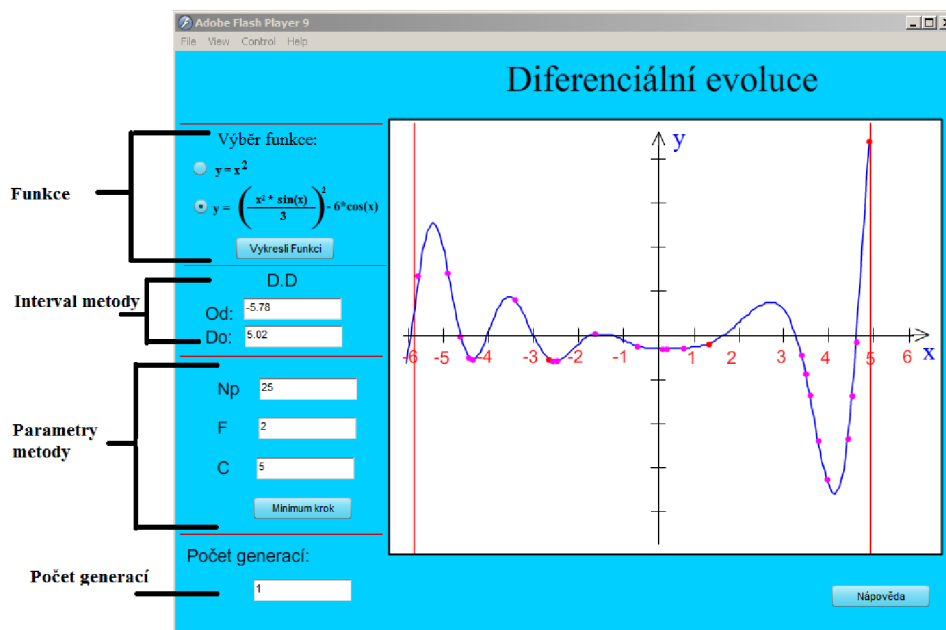 Adobe Flash Player 9
File View Control Help
Diferenciální evoluce
Funkce
Výběr funkce:
y = x²
y = ( x² * sin(x) / 3 )² - 6*cos(x)
Vykresli Funkci
Interval metody
D.D
Od: -5.78
Do: 5.02
Parametry metody
Np 25
F 2
C 5
Minimum krok
Počet generací
Počet generací:
1
y
x
-6 -5 -4 -3 -2 -1 1 2 3 4 5 6
Nápověda